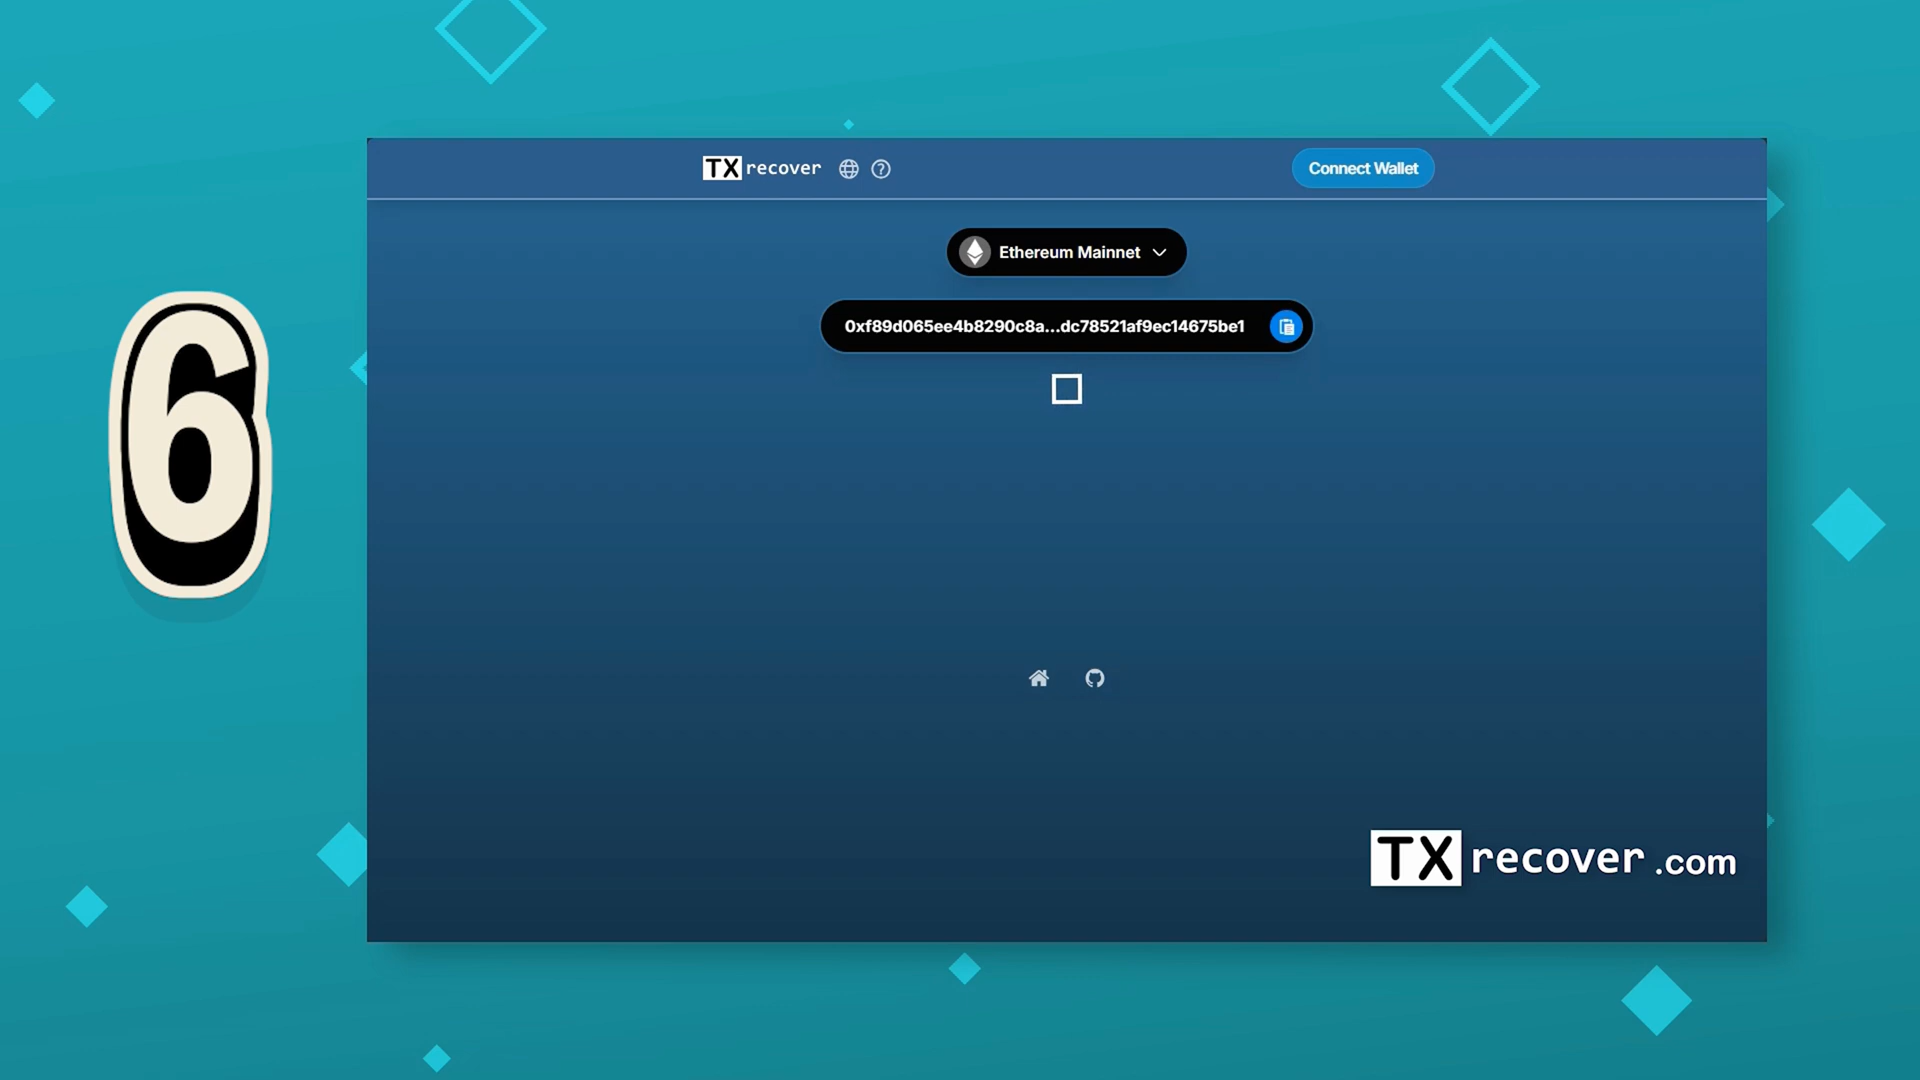 6
TX recover
Connect Wallet
Ethereum Mainnet
0xf89d065ee4b8290c8a...dc78521af9ec14675be1
TX recover .com